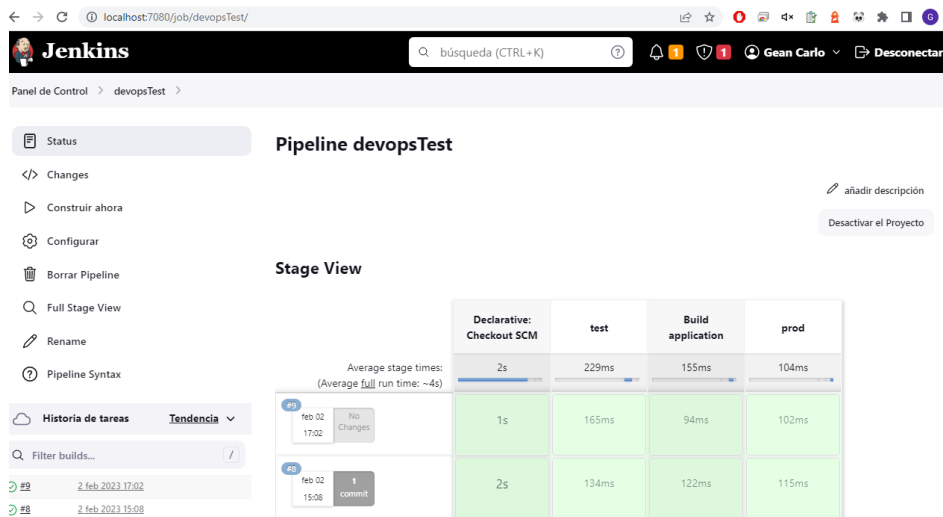 localhost:7080/job/devopsTest/
G
Jenkins
búsqueda (CTRL+K)
?
1
1
Gean Carlo
Desconectar
Panel de Control > devopsTest >
Status
Changes
Construir ahora
Configurar
Borrar Pipeline
Full Stage View
Rename
Pipeline Syntax
Historia de tareas
Tendencia
Filter builds...
/
#9 2 feb 2023 17:02
#8 2 feb 2023 15:08
Pipeline devopsTest
añadir descripción
Desactivar el Proyecto
Stage View
Declarative:
Checkout SCM
test
Build
application
prod
Average stage times:
(Average full run time: ~4s)
2s
229ms
155ms
104ms
#9
feb 02
17:02
No
Changes
1s
165ms
94ms
102ms
#8
feb 02
15:08
1
commit
2s
134ms
122ms
115ms